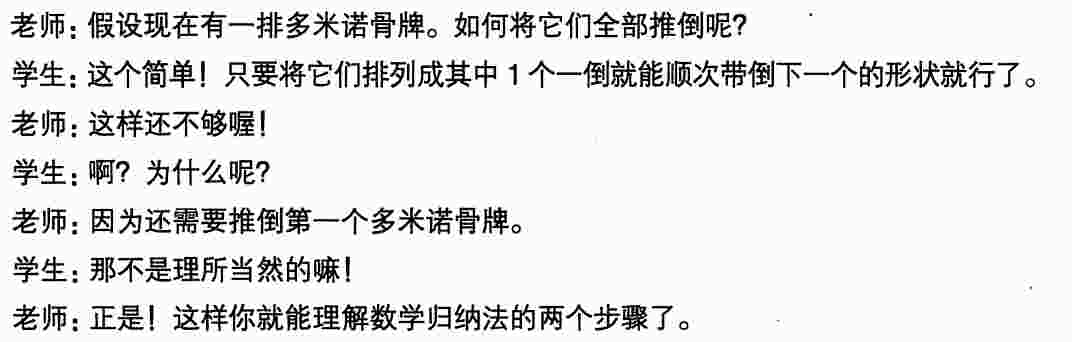 老师：假设现在有一排多米诺骨牌。如何将它们全部推倒呢？
学生：这个简单！只要将它们排列成其中1个一倒就能顺次带倒下一个的形状就行了。
老师：这样还不够喔！
学生：啊？为什么呢？
老师：因为还需要推倒第一个多米诺骨牌。
学生：那不是理所当然的嘛！
老师：正是！这样你就能理解数学归纳法的两个步骤了。